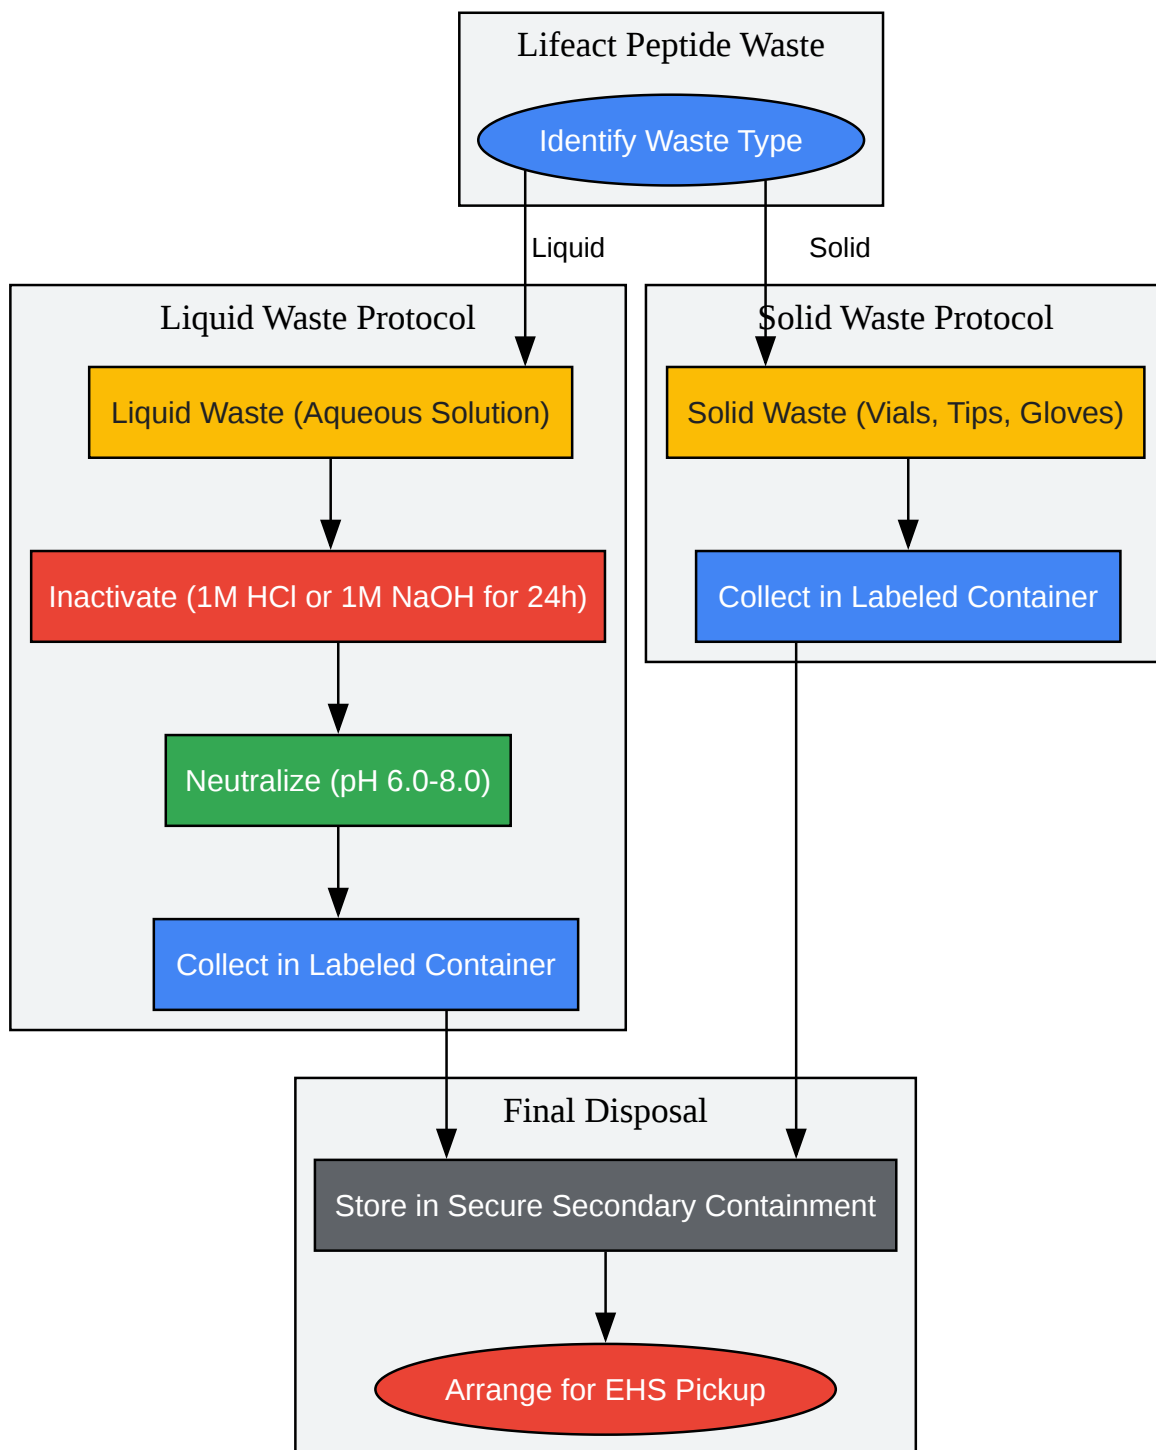 Lifeact Peptide Waste
Identify Waste Type
Liquid
Solid
Liquid Waste Protocol
Solid Waste Protocol
Liquid Waste (Aqueous Solution)
Solid Waste (Vials, Tips, Gloves)
Inactivate (1M HCl or 1M NaOH for 24h)
Collect in Labeled Container
Neutralize (pH 6.0-8.0)
Collect in Labeled Container
Final Disposal
Store in Secure Secondary Containment
Arrange for EHS Pickup